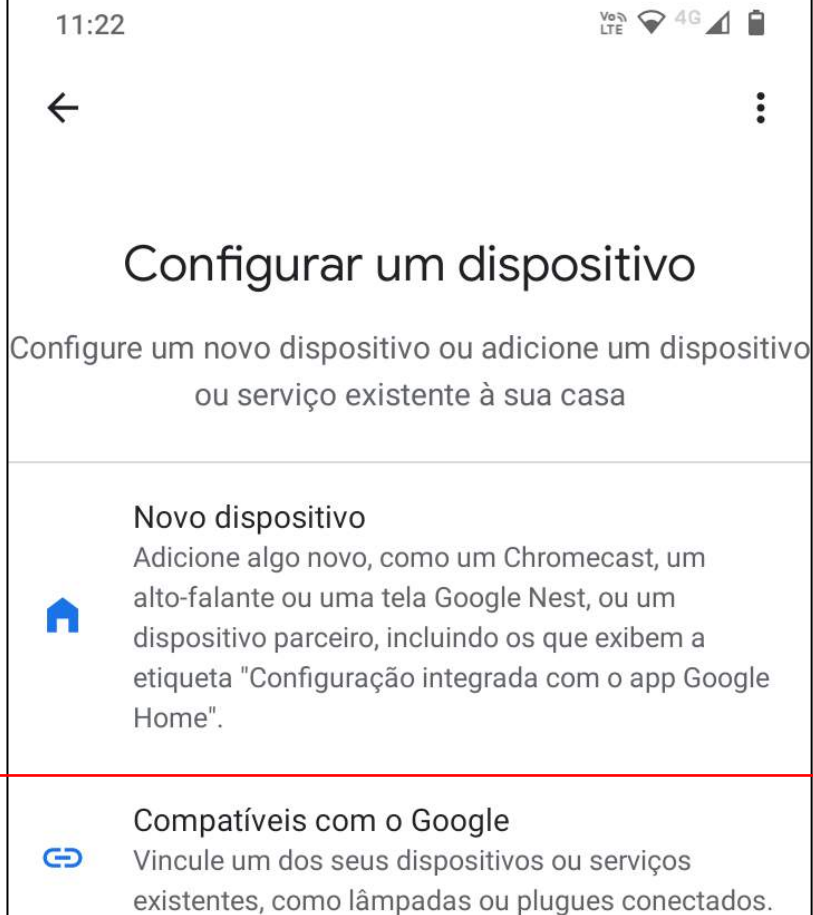 11:22
Vo LTE 4G
Configurar um dispositivo
Configure um novo dispositivo ou adicione um dispositivo
ou serviço existente à sua casa
Novo dispositivo
Adicione algo novo, como um Chromecast, um
alto-falante ou uma tela Google Nest, ou um
dispositivo parceiro, incluindo os que exibem a
etiqueta "Configuração integrada com o app Google
Home".
Compatíveis com o Google
Vincule um dos seus dispositivos ou serviços
existentes, como lâmpadas ou plugues conectados.